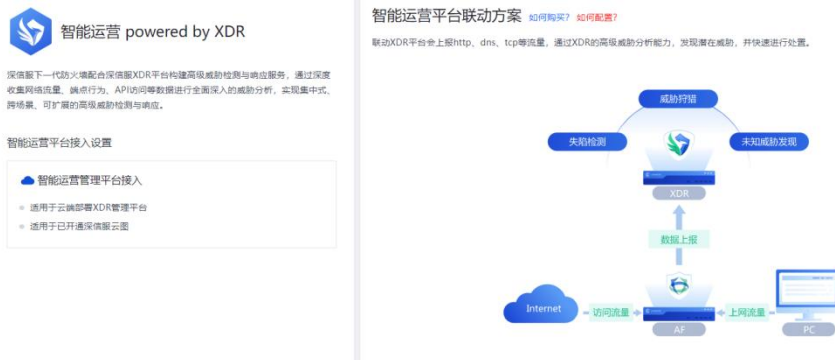 智能运营 powered by XDR
深信服下一代防火墙配合深信服XDR平台构建高级威胁检测与响应服务，通过深度
收集网络流量、端点行为、API访问等数据进行全面深入的威胁分析，实现集中式、
跨场景、可扩展的高级威胁检测与响应。
智能运营平台接入设置
智能运营管理平台接入
适用于云端部署XDR管理平台
适用于已开通深信服云图
智能运营平台联动方案 如何购买? 如何配置?
联动XDR平台会上报http、dns、tcp等流量，通过XDR的高级威胁分析能力，发现潜在威胁，并快速进行处置。
威胁狩猎
失陷检测
未知威胁发现
XDR
数据上报
Internet
访问流量
上网流量
AF
PC